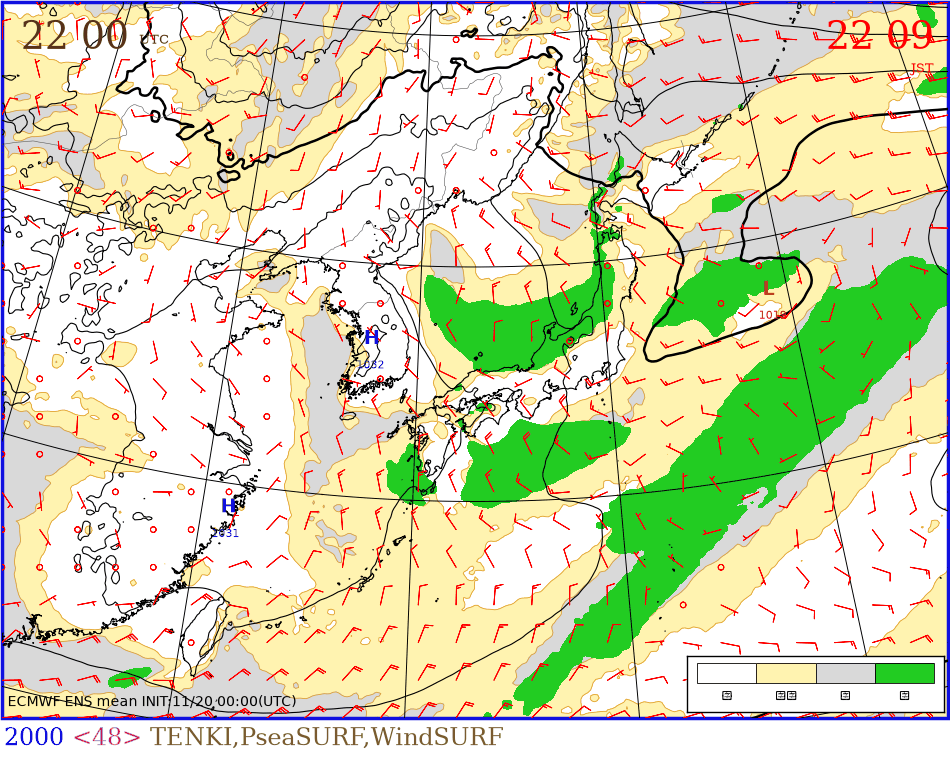 22 00 UTC
22 09
JST
H
1032
L
H
1031
ECMWF ENS mean INIT:11/20 00:00(UTC)
2000 <48> TENKI,PseaSURF,WindSURF